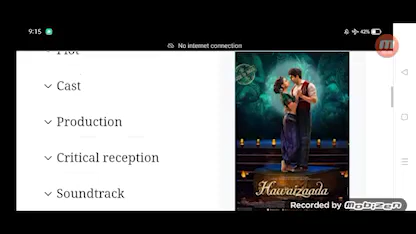 9:15
42%
No internet connection
Cast
Production
Critical reception
Soundtrack
Hawaizaada
Recorded by
MOBIZEN